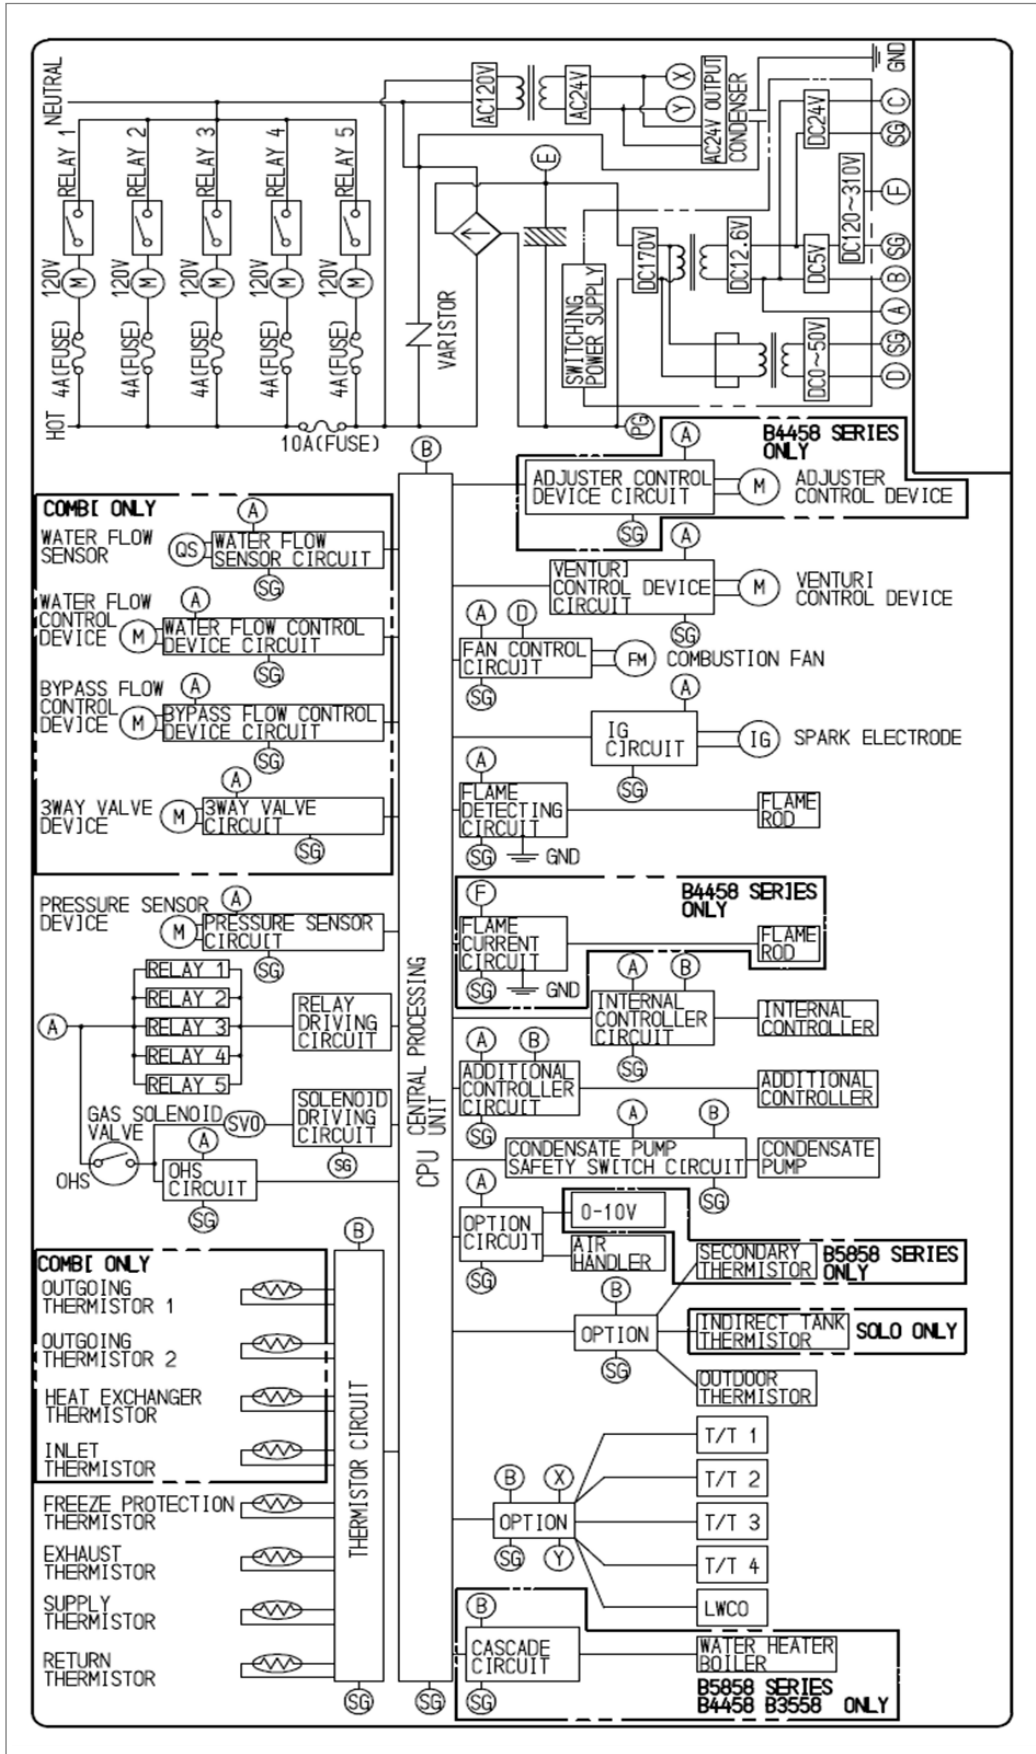 NEUTRAL
RELAY 1
RELAY 2
RELAY 3
RELAY 4
RELAY 5
120V
120V
120V
120V
120V
M
M
M
M
M
4A(FUSE)
4A(FUSE)
4A(FUSE)
4A(FUSE)
4A(FUSE)
HOT
10A(FUSE)
VARISTOR
AC120V
AC24V
X
Y
AC24V OUTPUT
CONDENSER
GND
E
SWITCHING
POWER SUPPLY
DC170V
DC12.6V
DC24V
DC5V
DC120~310V
DC0~50V
C
SG
F
SG
B
A
SG
D
PG
B
CPU CENTRAL PROCESSING
UNIT
SG
COMBI ONLY
WATER FLOW
SENSOR
QS
A
WATER FLOW
SENSOR CIRCUIT
SG
WATER FLOW
CONTROL
DEVICE
M
A
WATER FLOW CONTROL
DEVICE CIRCUIT
SG
BYPASS FLOW
CONTROL
DEVICE
M
A
BYPASS FLOW CONTROL
DEVICE CIRCUIT
SG
3WAY VALVE
DEVICE
M
A
3WAY VALVE
CIRCUIT
SG
PRESSURE SENSOR
DEVICE
M
A
PRESSURE SENSOR
CIRCUIT
SG
A
RELAY 1
RELAY 2
RELAY 3
RELAY 4
RELAY 5
RELAY
DRIVING
CIRCUIT
GAS SOLENOID
VALVE
SV0
SOLENOID
DRIVING
CIRCUIT
SG
OHS
A
OHS
CIRCUIT
SG
B
THERMISTOR CIRCUIT
SG
COMBI ONLY
OUTGOING
THERMISTOR 1
OUTGOING
THERMISTOR 2
HEAT EXCHANGER
THERMISTOR
INLET
THERMISTOR
FREEZE PROTECTION
THERMISTOR
EXHAUST
THERMISTOR
SUPPLY
THERMISTOR
RETURN
THERMISTOR
B4458 SERIES
ONLY
A
ADJUSTER CONTROL
DEVICE CIRCUIT
SG
M
ADJUSTER
CONTROL DEVICE
A
VENTURI
CONTROL DEVICE
CIRCUIT
SG
M
VENTURI
CONTROL DEVICE
A
D
FAN CONTROL
CIRCUIT
SG
FM
COMBUSTION FAN
A
IG
CIRCUIT
SG
IG
SPARK ELECTRODE
A
FLAME
DETECTING
CIRCUIT
SG
GND
FLAME
ROD
B4458 SERIES
ONLY
F
FLAME
CURRENT
CIRCUIT
SG
GND
FLAME
ROD
A
B
INTERNAL
CONTROLLER
CIRCUIT
SG
INTERNAL
CONTROLLER
A
B
ADDITIONAL
CONTROLLER
CIRCUIT
SG
ADDITIONAL
CONTROLLER
A
B
CONDENSATE PUMP
SAFETY SWITCH CIRCUIT
SG
CONDENSATE
PUMP
A
OPTION
CIRCUIT
SG
0-10V
AIR
HANDLER
B
OPTION
SG
SECONDARY
THERMISTOR
B5858 SERIES
ONLY
INDIRECT TANK
THERMISTOR
SOLO ONLY
OUTDOOR
THERMISTOR
B
X
OPTION
SG
Y
T/T 1
T/T 2
T/T 3
T/T 4
LWCO
B
CASCADE
CIRCUIT
SG
WATER HEATER
BOILER
B5858 SERIES
B4458 B3558 ONLY